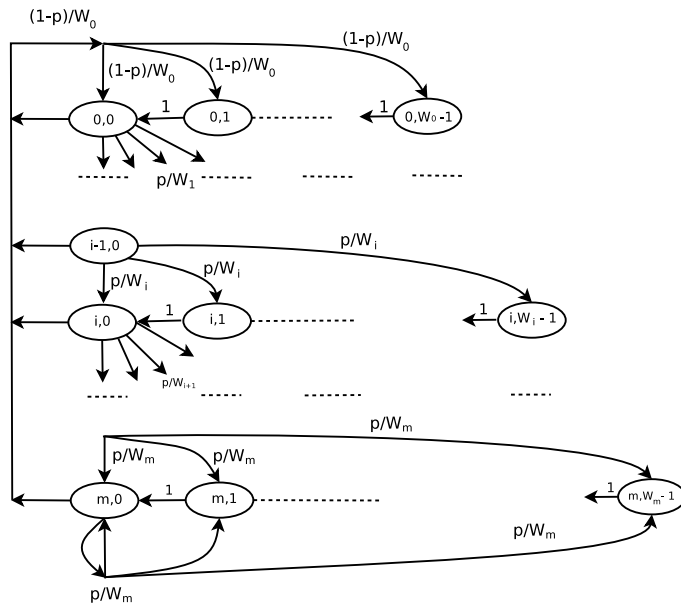 (1-p)/W₀
(1-p)/W₀
(1-p)/W₀ (1-p)/W₀
0,0 1 0,1 1 0,W₀-1
p/W₁
i-1,0 p/Wᵢ
p/Wᵢ p/Wᵢ
i,0 1 i,1 1 i,Wᵢ-1
p/Wᵢ₊₁
p/Wₘ
p/Wₘ p/Wₘ
m,0 1 m,1 1 m,Wₘ-1
p/Wₘ
p/Wₘ